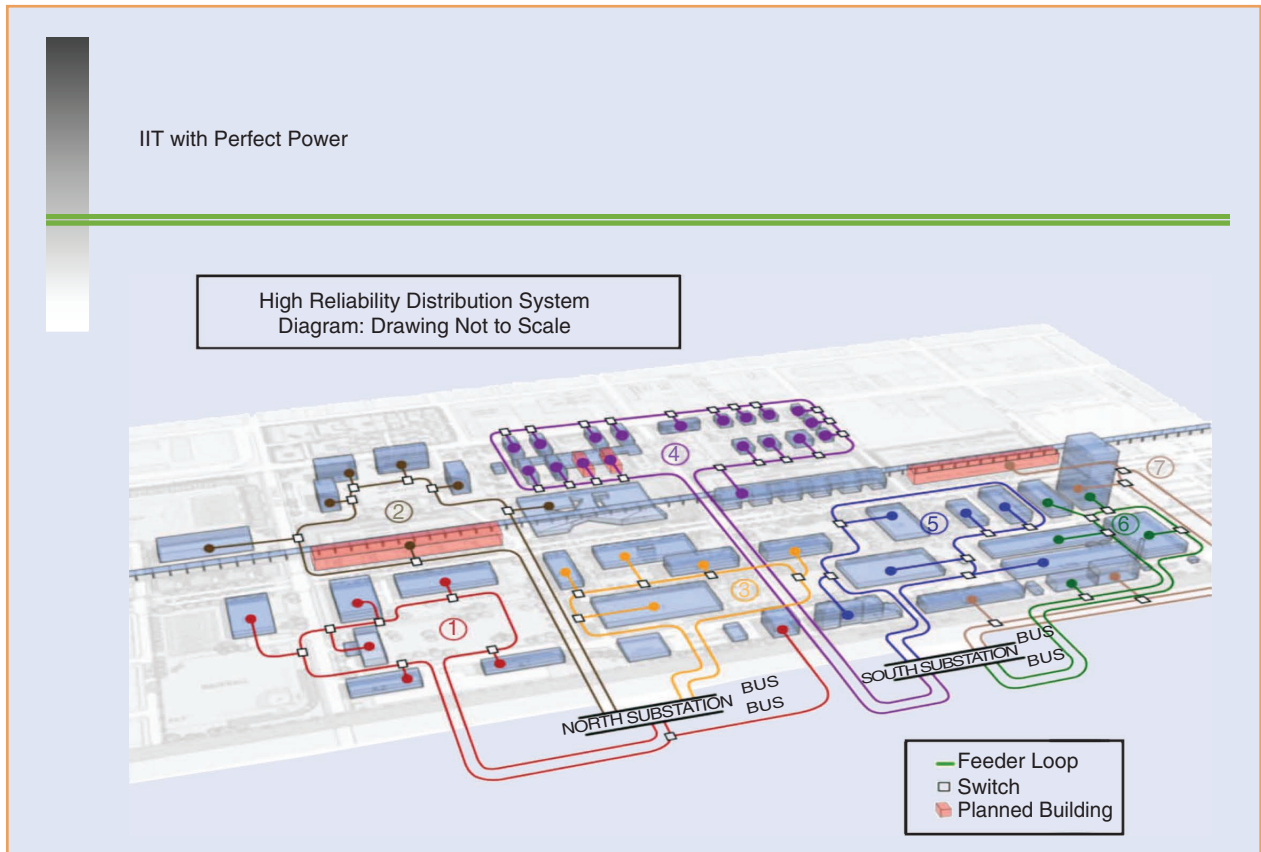 IIT with Perfect Power
High Reliability Distribution System
Diagram: Drawing Not to Scale
4
7
2
5
6
3
1
BUS
SOUTH SUBSTATION
BUS
BUS
NORTH SUBSTATION
BUS
Feeder Loop
Switch
Planned Building